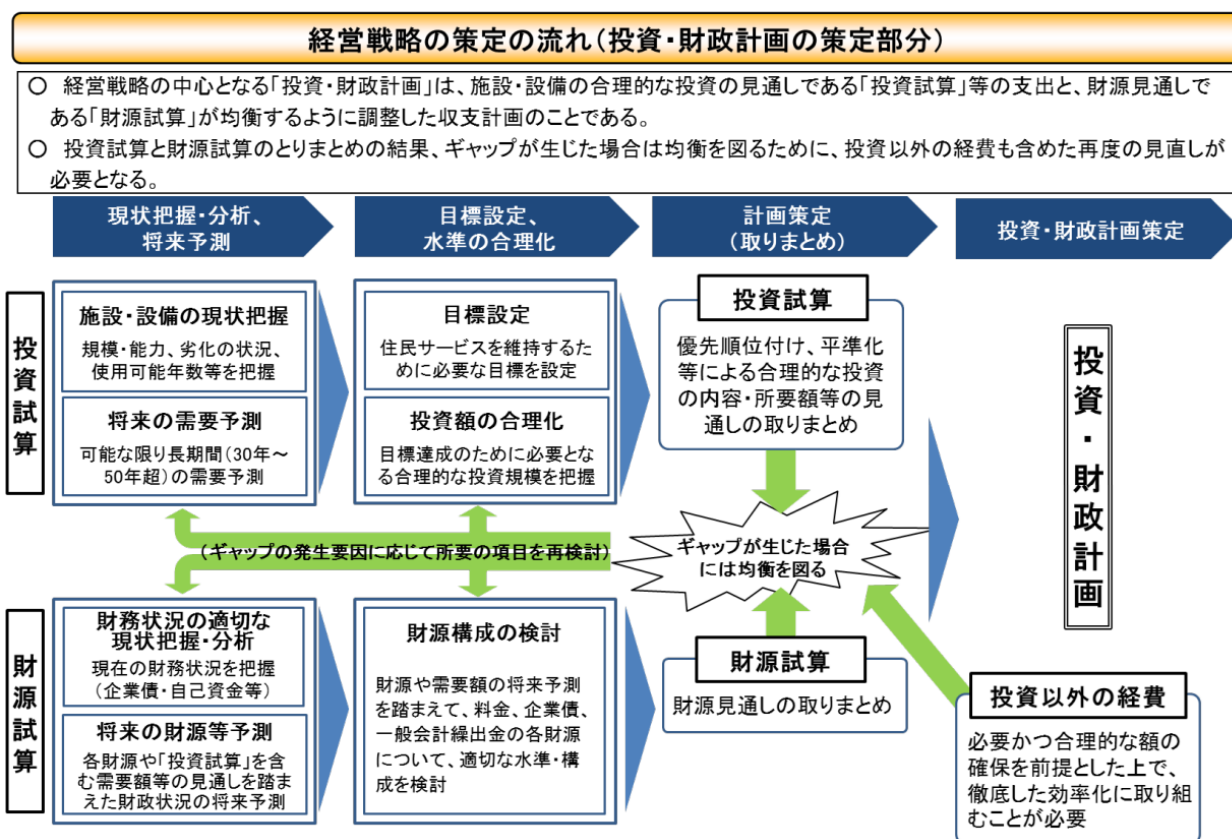 経営戦略の策定の流れ(投資・財政計画の策定部分)
○ 経営戦略の中心となる「投資・財政計画」は、施設・設備の合理的な投資の見通しである「投資試算」等の支出と、財源見通しで
ある「財源試算」が均衡するように調整した収支計画のことである。
○ 投資試算と財源試算のとりまとめの結果、ギャップが生じた場合は均衡を図るために、投資以外の経費も含めた再度の見直しが
必要となる。
現状把握・分析、
将来予測
目標設定、
水準の合理化
計画策定
(取りまとめ)
投資・財政計画策定
投資試算
施設・設備の現状把握
規模・能力、劣化の状況、
使用可能年数等を把握
将来の需要予測
可能な限り長期間(30年～
50年超)の需要予測
目標設定
住民サービスを維持するた
めに必要な目標を設定
投資額の合理化
目標達成のために必要とな
る合理的な投資規模を把握
投資試算
優先順位付け、平準化
等による合理的な投資
の内容・所要額等の見
通しの取りまとめ
投資・財政計画
(ギャップの発生要因に応じて所要の項目を再検討)
ギャップが生じた場合
には均衡を図る
財源試算
財務状況の適切な
現状把握・分析
現在の財務状況を把握
(企業債・自己資金等)
将来の財源等予測
各財源や「投資試算」を含
む需要額等の見通しを踏ま
えた財政状況の将来予測
財源構成の検討
財源や需要額の将来予測
を踏まえて、料金、企業債、
一般会計繰出金の各財源
について、適切な水準・構
成を検討
財源試算
財源見通しの取りまとめ
投資以外の経費
必要かつ合理的な額の
確保を前提とした上で、
徹底した効率化に取り組
むことが必要